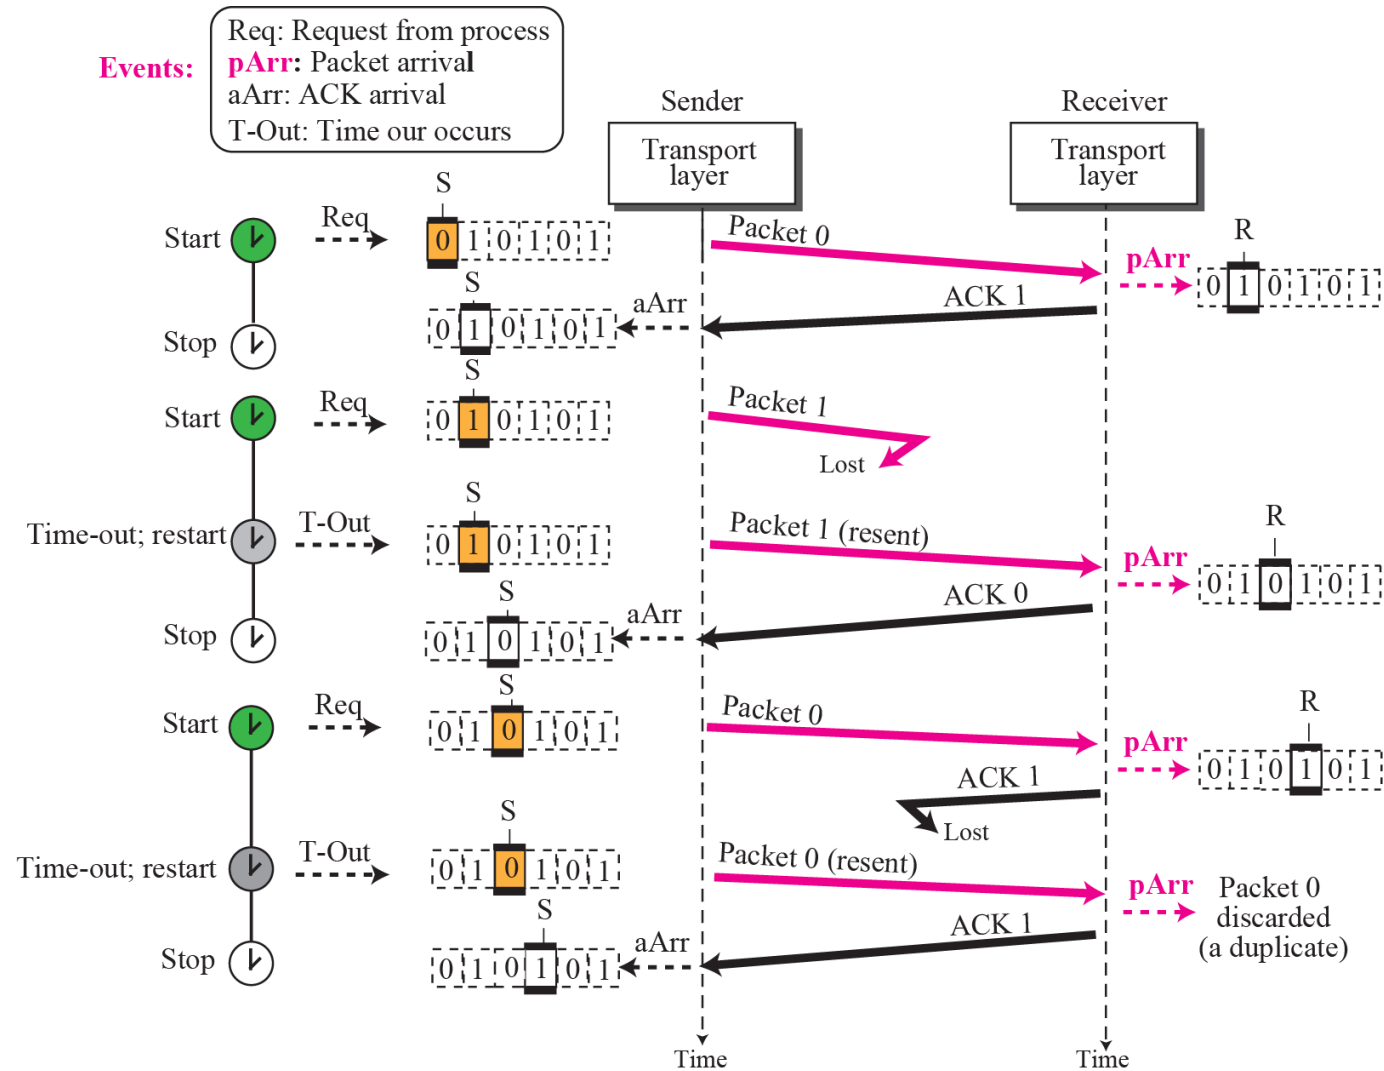 Events:
Req: Request from process
pArr: Packet arrival
aArr: ACK arrival
T-Out: Time our occurs
Sender
Receiver
Transport
layer
Transport
layer
S
Start
Req
0 1 0 1 0 1
Packet 0
pArr
R
0 1 0 1 0 1
S
Stop
0 1 0 1 0 1
aArr
ACK 1
S
Start
Req
0 1 0 1 0 1
Packet 1
Lost
S
Time-out; restart
T-Out
0 1 0 1 0 1
Packet 1 (resent)
pArr
R
0 1 0 1 0 1
S
Stop
0 1 0 1 0 1
aArr
ACK 0
S
Start
Req
0 1 0 1 0 1
Packet 0
pArr
R
0 1 0 1 0 1
ACK 1
Lost
S
Time-out; restart
T-Out
0 1 0 1 0 1
Packet 0 (resent)
pArr
Packet 0
discarded
(a duplicate)
S
Stop
0 1 0 1 0 1
aArr
ACK 1
Time
Time